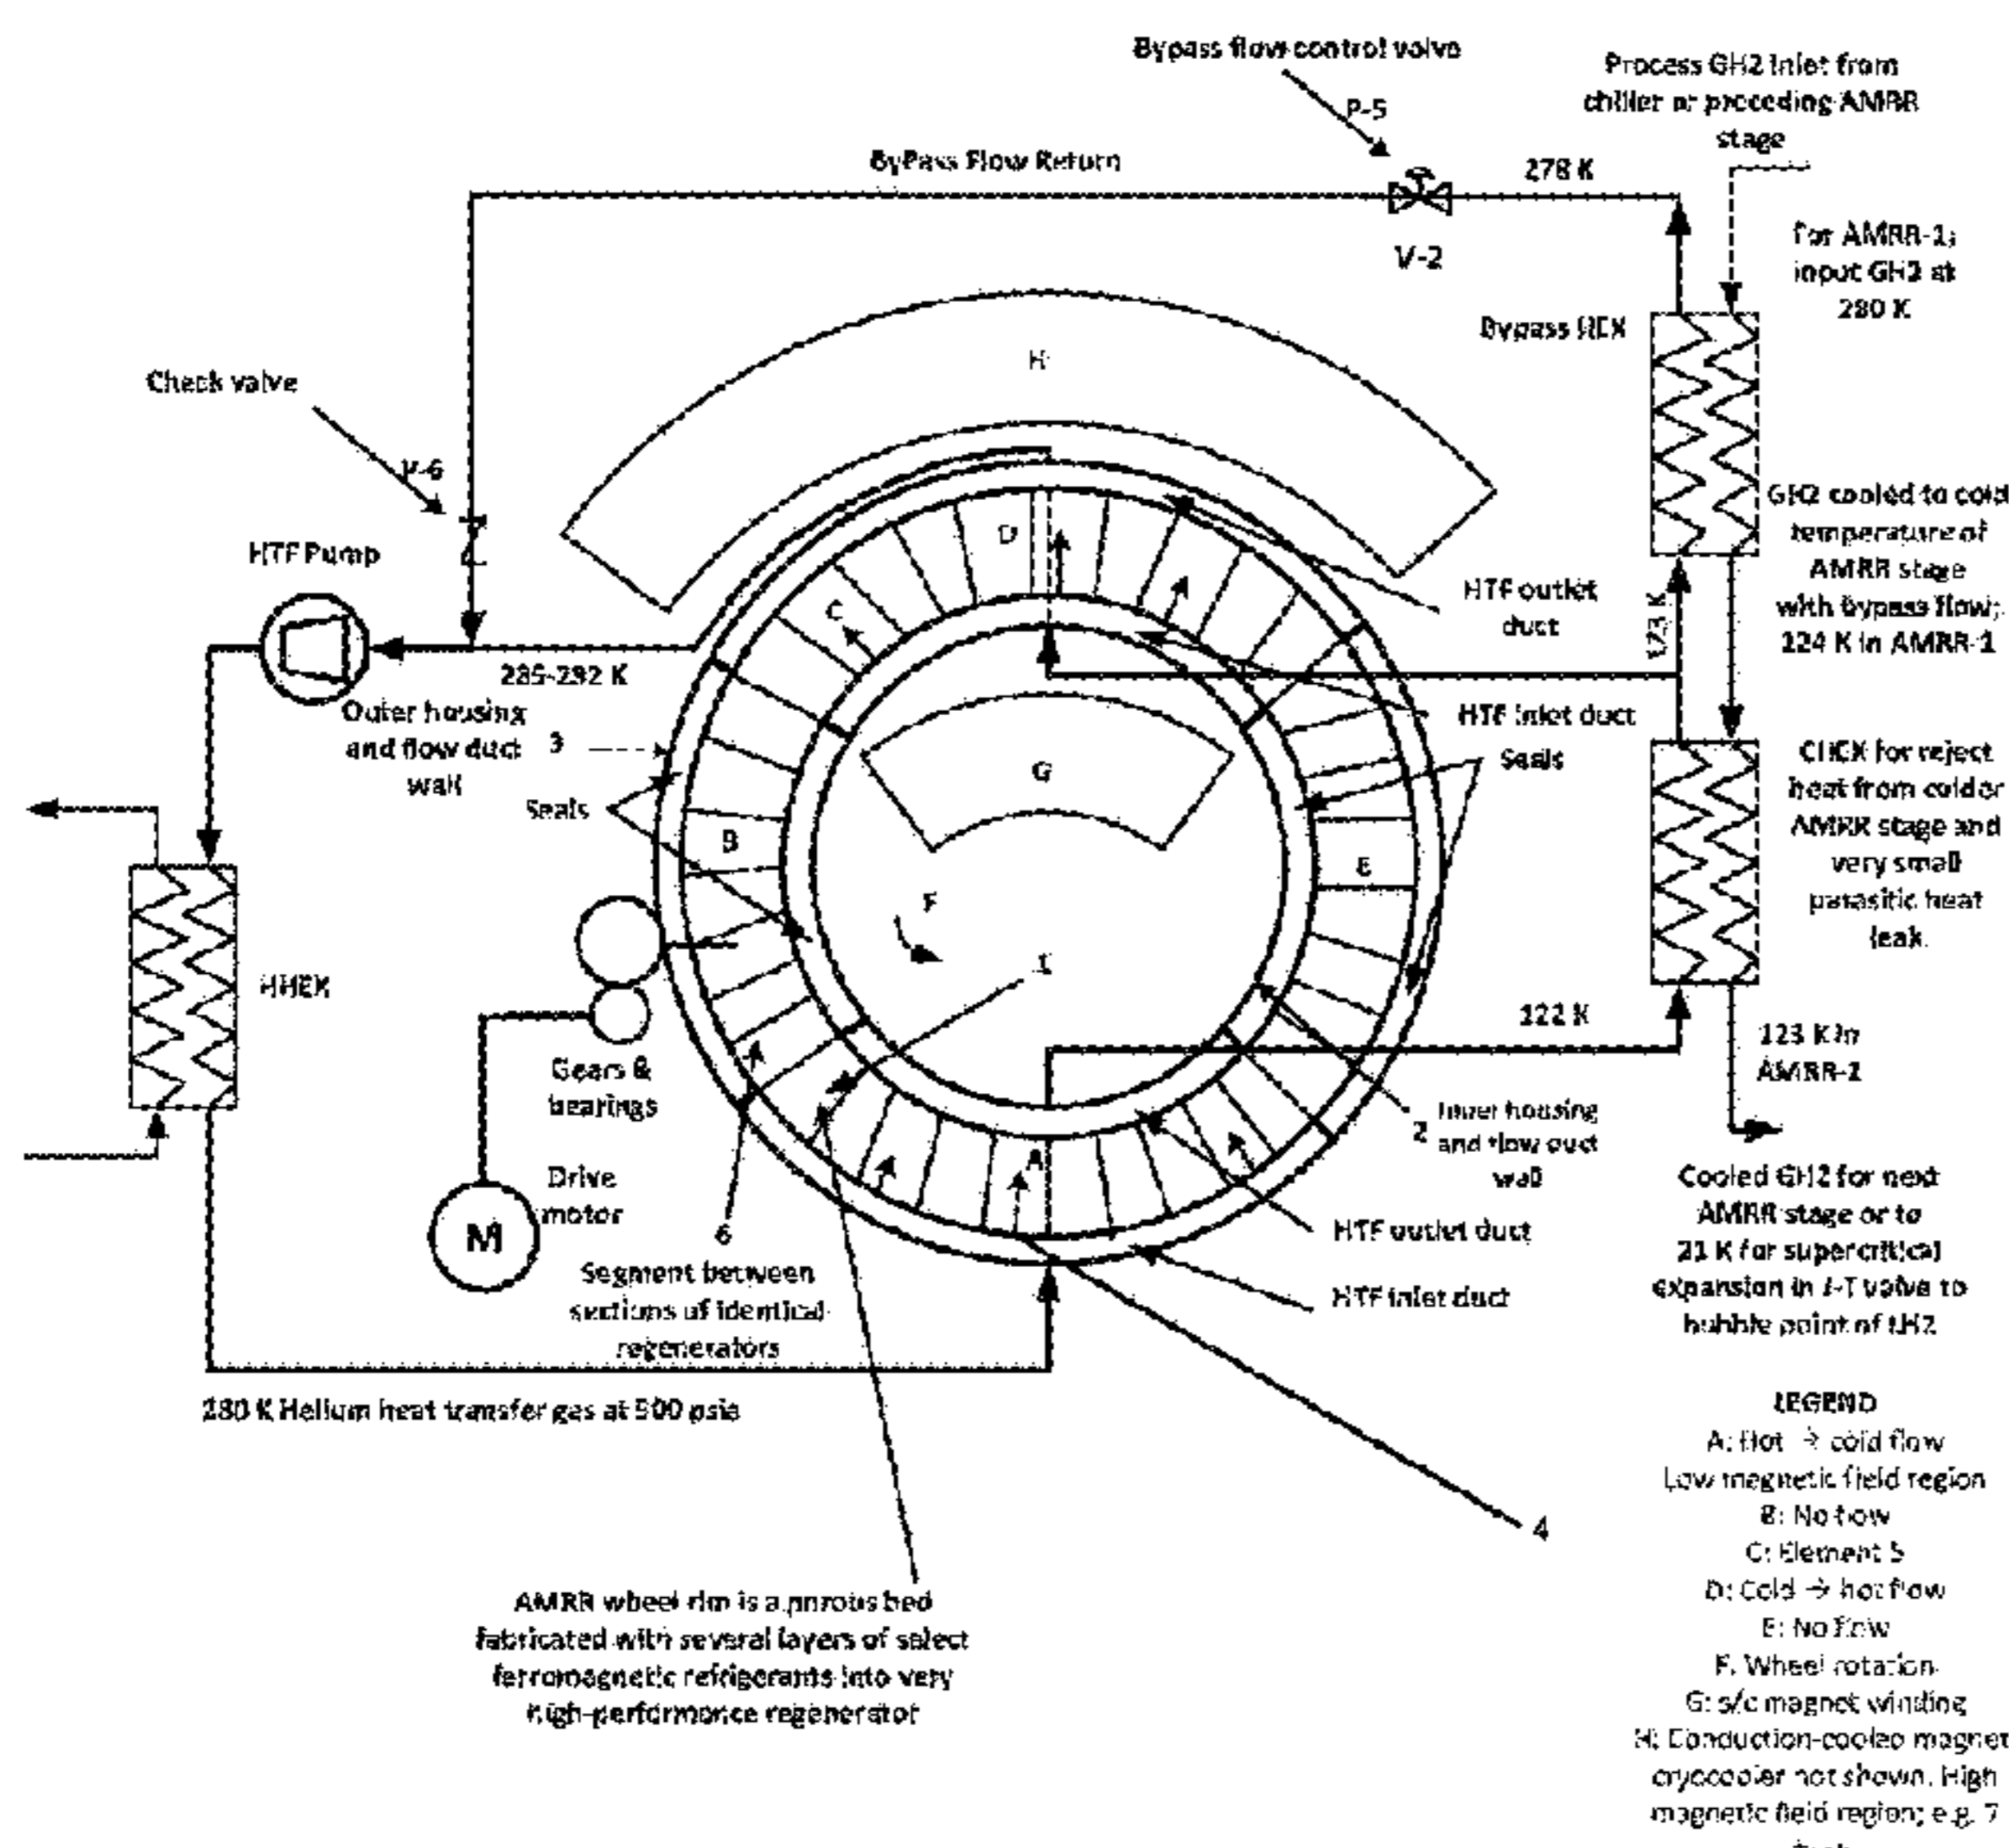 Bypass flow control valve
P-5
Process GH2 inlet from
chiller or preceding AMRR
stage
ByPass Flow Return
278 K
V-2
For AMRR-1;
input GH2 at
280 K
Bypass HEX
H
Check valve
V-6
HTF Pump
GH2 cooled to cold
temperature of
AMRR stage
with bypass flow;
124 K in AMRR-1
123 K
D
C
HTF outlet
duct
285-292 K
Outer housing
and flow duct
wall
3
HTF inlet duct
Seals
G
CHEX for reject
heat from colder
AMRR stage and
very small
parasitic heat
leak.
Seals
B
E
F
1
HHEX
122 K
123 K in
AMRR-1
Gears &
bearings
2
Inner housing
and flow duct
wall
A
Drive
motor
M
6
HTF outlet duct
HTF inlet duct
Cooled GH2 for next
AMRR stage or to
21 K for supercritical
expansion in J-T valve to
bubble point of LH2
Segment between
sections of identical
regenerators
280 K Helium heat transfer gas at 500 psia
4
AMRR wheel rim is a porous bed
fabricated with several layers of select
ferromagnetic refrigerants into very
high-performance regenerator
LEGEND
A: Hot → cold flow
Low magnetic field region
B: No flow
C: Element 5
D: Cold → hot flow
E: No flow
F. Wheel rotation
G: s/c magnet winding
H: Conduction-cooled magnet
cryocooler not shown. High
magnetic field region; e.g. 7